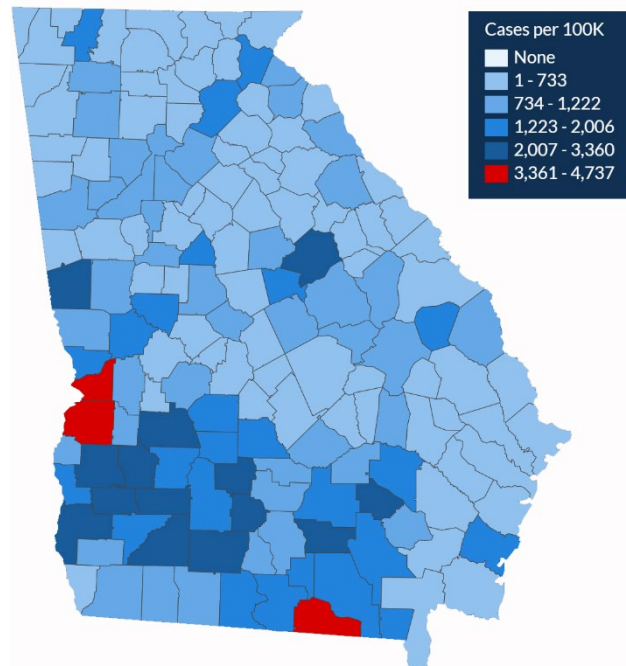 Cases per 100K
None
1 - 733
734 - 1,222
1,223 - 2,006
2,007 - 3,360
3,361 - 4,737